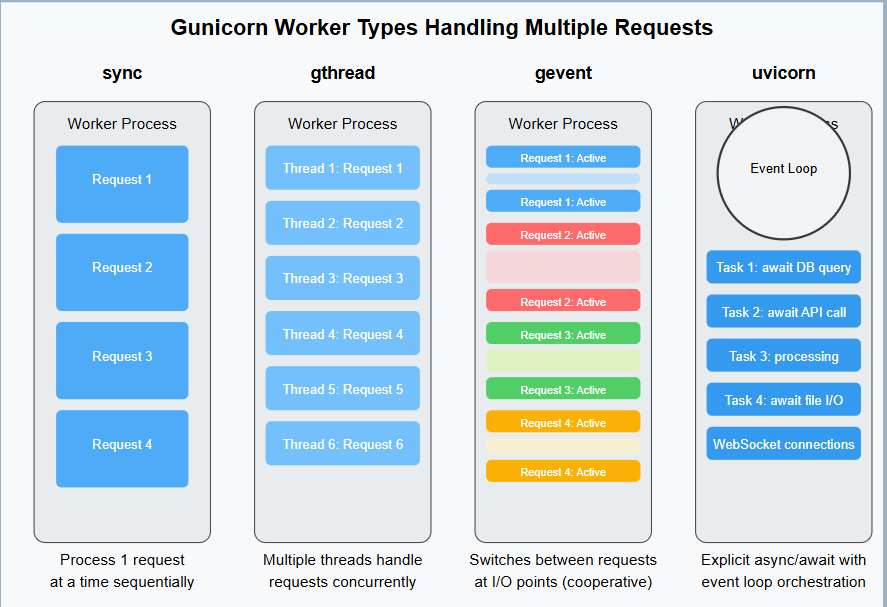 Gunicorn Worker Types Handling Multiple Requests
sync
Worker Process
Request 1
Request 2
Request 3
Request 4
Process 1 request
at a time sequentially
gthread
Worker Process
Thread 1: Request 1
Thread 2: Request 2
Thread 3: Request 3
Thread 4: Request 4
Thread 5: Request 5
Thread 6: Request 6
Multiple threads handle
requests concurrently
gevent
Worker Process
Request 1: Active
Request 1: Active
Request 2: Active
Request 2: Active
Request 3: Active
Request 3: Active
Request 4: Active
Request 4: Active
Switches between requests
at I/O points (cooperative)
uvicorn
Event Loop
Task 1: await DB query
Task 2: await API call
Task 3: processing
Task 4: await file I/O
WebSocket connections
Explicit async/await with
event loop orchestration